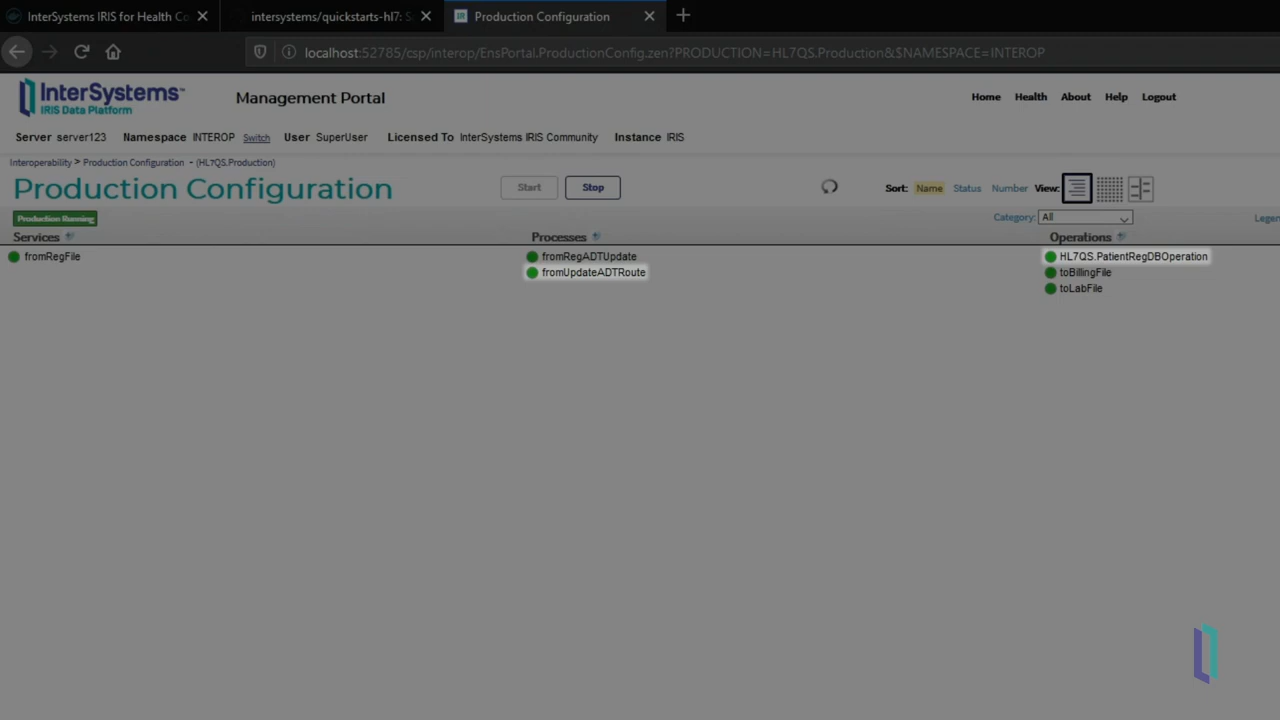 InterSystems IRIS for Health Co
intersystems/quickstarts-hl7: S
Production Configuration
localhost:52785/csp/interop/EnsPortal.ProductionConfig.zen?PRODUCTION=HL7QS.Production&$NAMESPACE=INTEROP
InterSystems™
IRIS Data Platform
Management Portal
Home Health About Help Logout
Server server123 Namespace INTEROP Switch User SuperUser Licensed To InterSystems IRIS Community Instance IRIS
Interoperability > Production Configuration - (HL7QS.Production)
Production Configuration
Start Stop
Sort: Name Status Number View:
Production Running
Category: All
Legen
Services
Processes
Operations
fromRegFile
fromRegADTUpdate
fromUpdateADTRoute
HL7QS.PatientRegDBOperation
toBillingFile
toLabFile